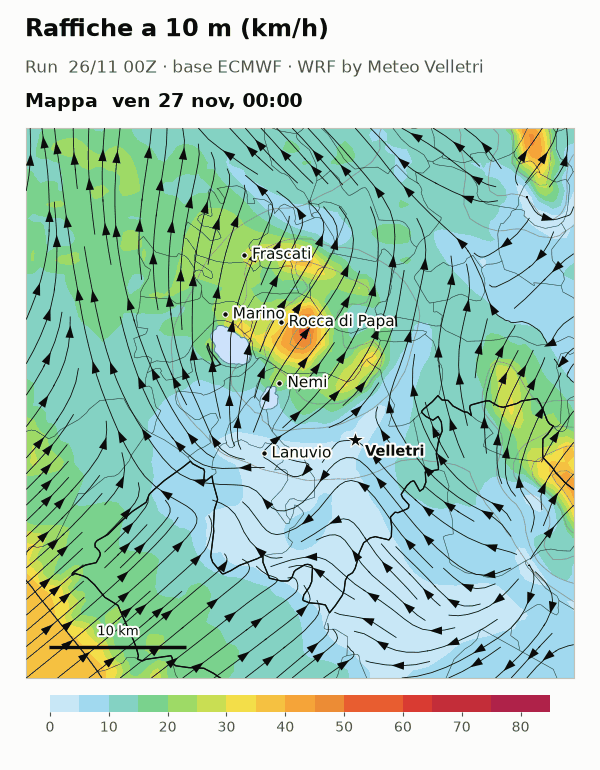 Raffiche a 10 m (km/h)
Run 26/11 00Z · base ECMWF · WRF by Meteo Velletri
Mappa ven 27 nov, 00:00
Frascati
Marino
Rocca di Papa
Nemi
Velletri
Lanuvio
10 km
0 10 20 30 40 50 60 70 80